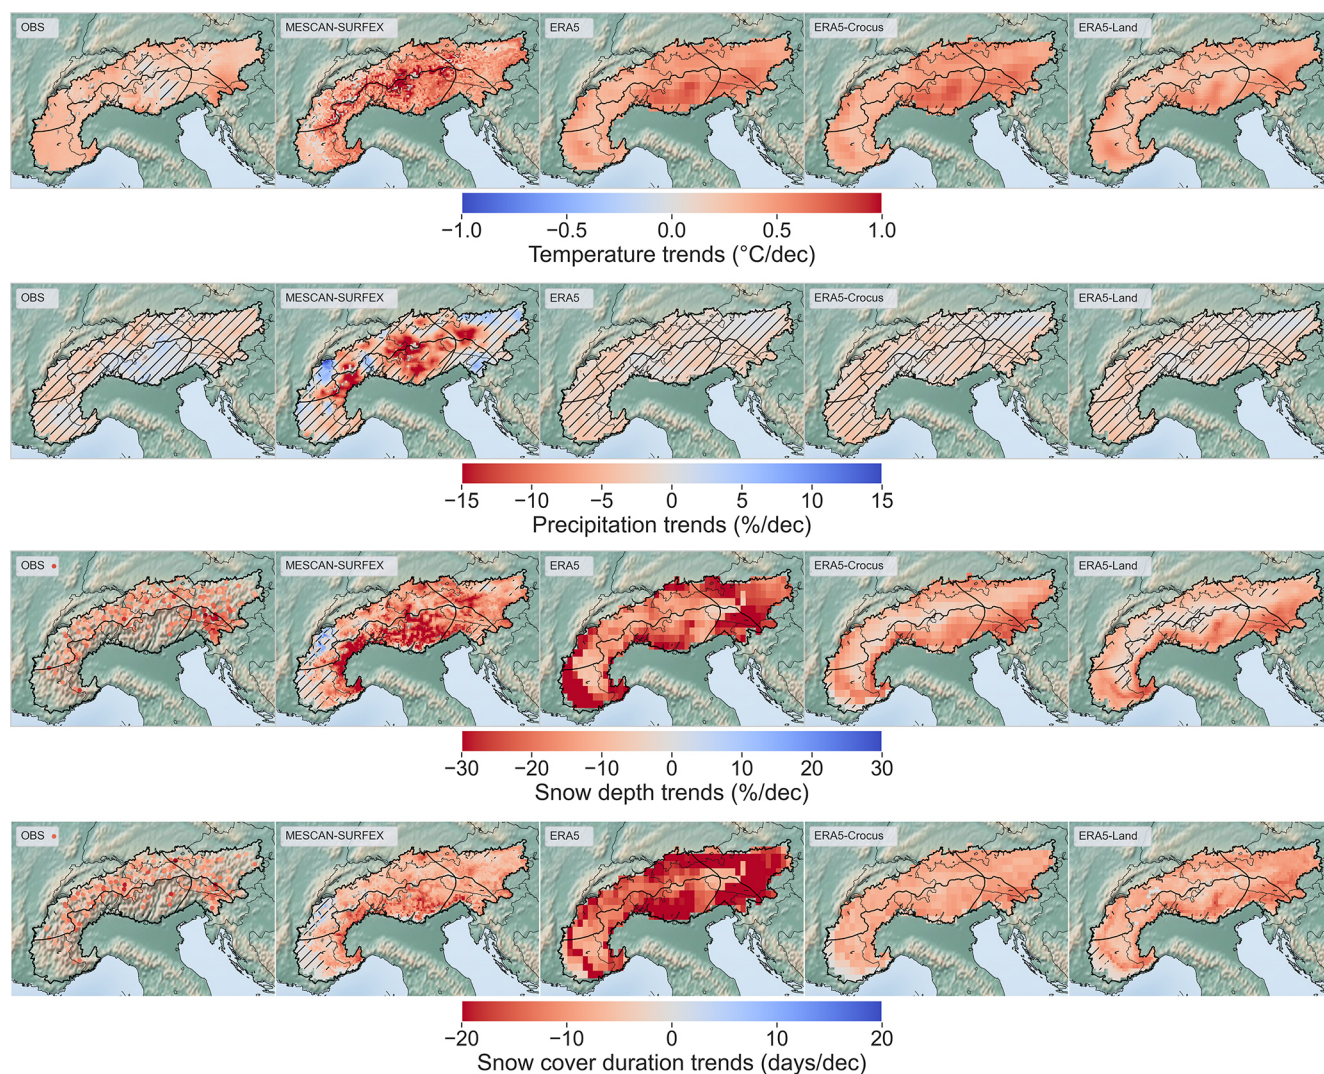 OBS MESCAN-SURFEX ERA5 ERA5-Crocus ERA5-Land
−1.0 −0.5 0.0 0.5 1.0
Temperature trends (°C/dec)
OBS MESCAN-SURFEX ERA5 ERA5-Crocus ERA5-Land
−15 −10 −5 0 5 10 15
Precipitation trends (%/dec)
OBS MESCAN-SURFEX ERA5 ERA5-Crocus ERA5-Land
−30 −20 −10 0 10 20 30
Snow depth trends (%/dec)
OBS MESCAN-SURFEX ERA5 ERA5-Crocus ERA5-Land
−20 −10 0 10 20
Snow cover duration trends (days/dec)